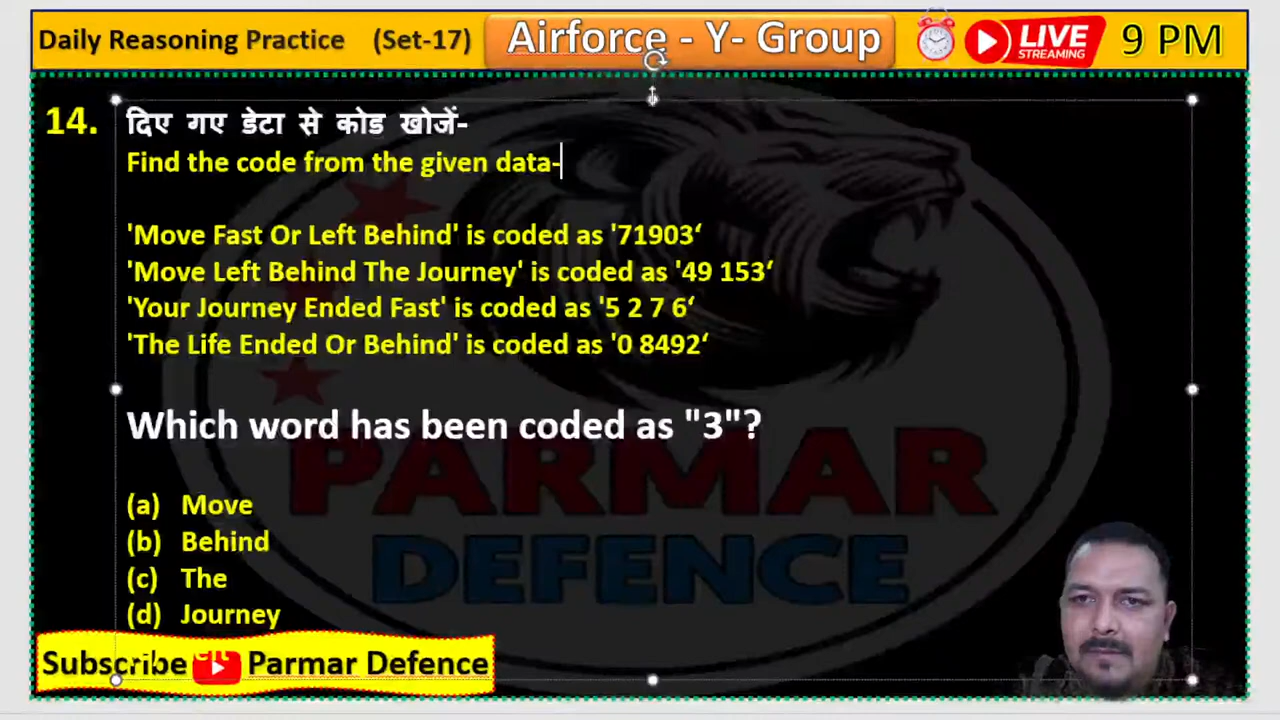 Daily Reasoning Practice (Set-17) Airforce - Y- Group LIVE STREAMING 9 PM
14. दिए गए डेटा से कोड खोजें-
Find the code from the given data-
'Move Fast Or Left Behind' is coded as '71903‘
'Move Left Behind The Journey' is coded as '49 153‘
'Your Journey Ended Fast' is coded as '5 2 7 6‘
'The Life Ended Or Behind' is coded as '0 8492‘
Which word has been coded as "3"?
(a) Move
(b) Behind
(c) The
(d) Journey
PARMAR
DEFENCE
Subscribe Parmar Defence